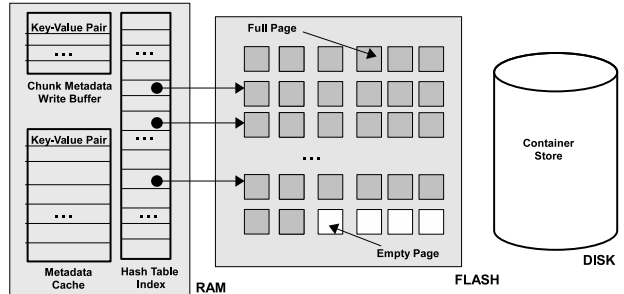 Key-Value Pair
...
Chunk Metadata
Write Buffer
Key-Value Pair
...
Metadata
Cache
...
...
...
Hash Table
Index
RAM
Full Page
...
Empty Page
FLASH
Container
Store
DISK